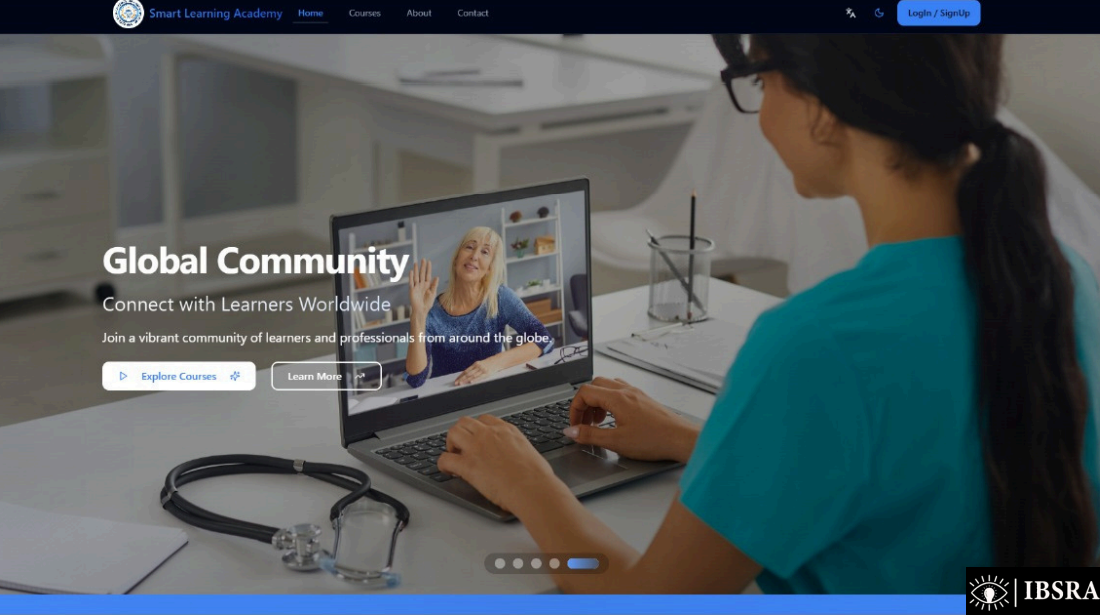 Smart Learning Academy
Home
Courses
About
Contact
LogIn / SignUp
Global Community
Connect with Learners Worldwide
Join a vibrant community of learners and professionals from around the globe.
Explore Courses
Learn More
IBSRA